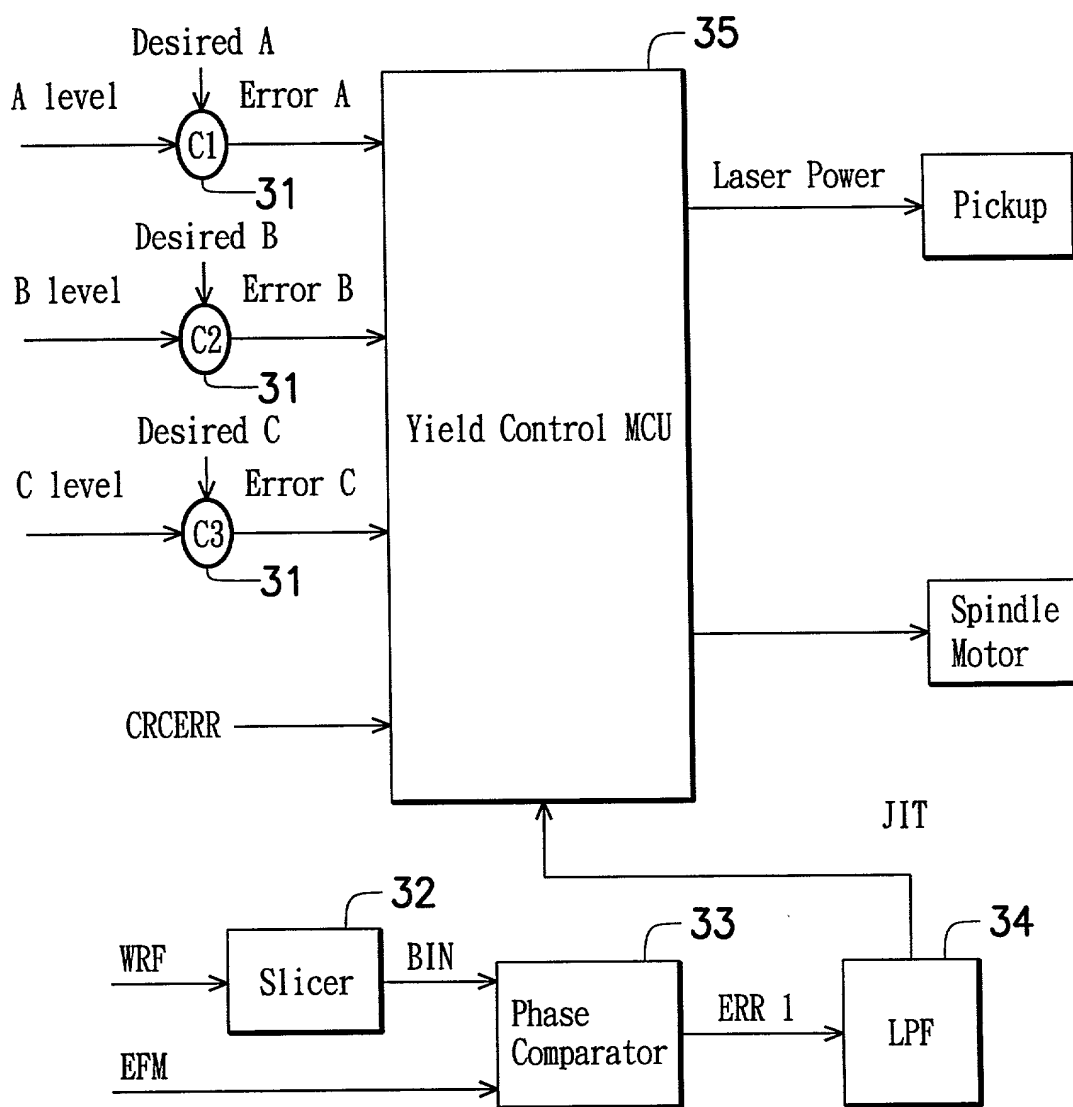 35
Desired A
A level
Error A
C1
31
Laser Power
Pickup
Desired B
B level
Error B
C2
31
Yield Control MCU
Desired C
C level
Error C
C3
31
Spindle
Motor
CRCERR
JIT
32
33
34
WRF
Slicer
BIN
Phase
Comparator
ERR 1
LPF
EFM